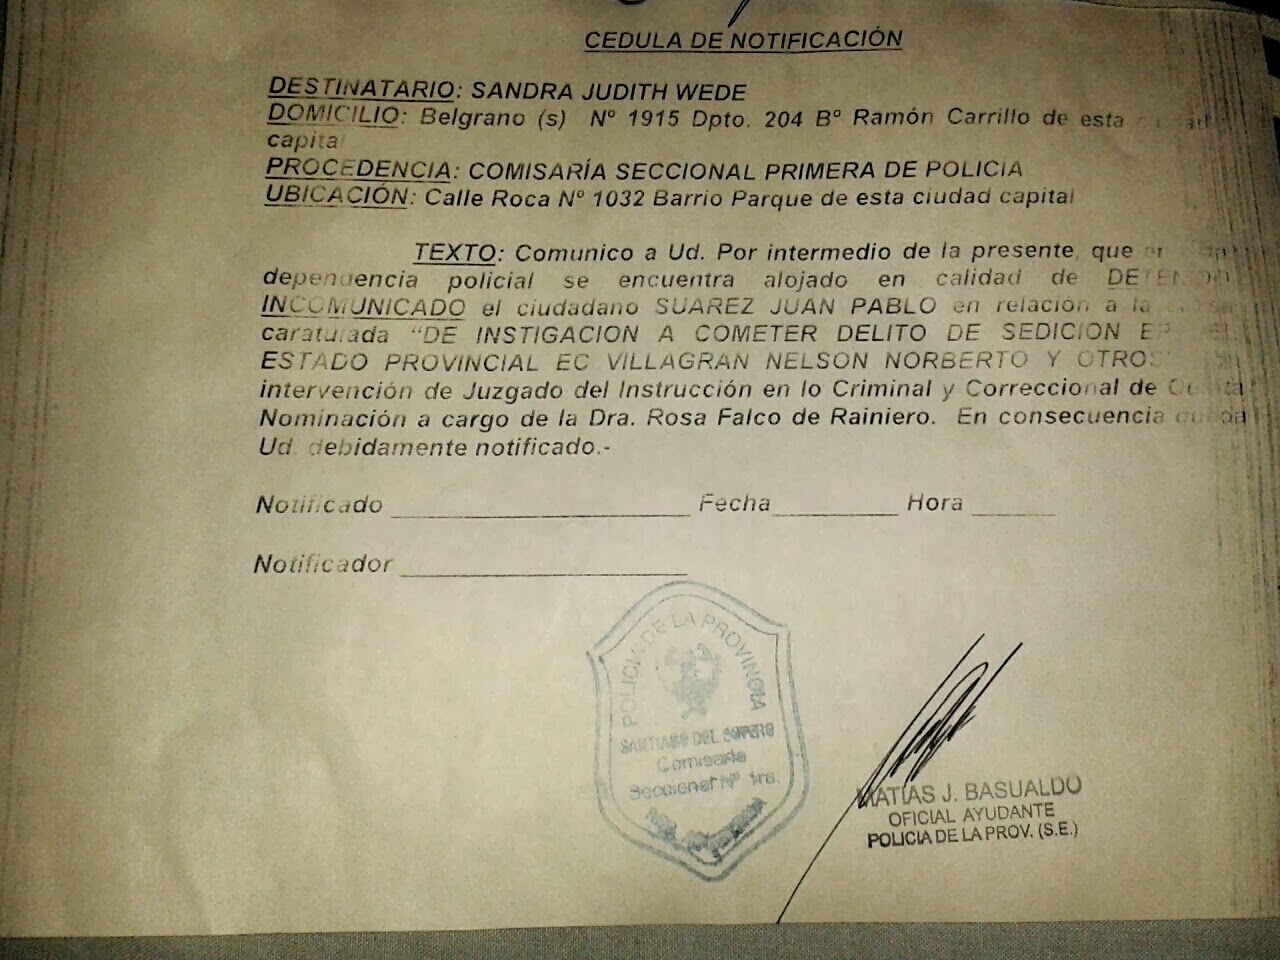 CEDULA DE NOTIFICACIÓN
DESTINATARIO: SANDRA JUDITH WEDE
DOMICILIO: Belgrano (s) Nº 1915 Dpto. 204 Bº Ramón Carrillo de esta
capital
PROCEDENCIA: COMISARÍA SECCIONAL PRIMERA DE POLICIA
UBICACIÓN: Calle Roca Nº 1032 Barrio Parque de esta ciudad capital
TEXTO: Comunico a Ud. Por intermedio de la presente, que
dependencia policial se encuentra alojado en calidad de
INCOMUNICADO el ciudadano SUAREZ JUAN PABLO en relación a la
caratulada "DE INSTIGACION A COMETER DELITO DE SEDICION
ESTADO PROVINCIAL EC VILLAGRAN NELSON NORBERTO Y
intervención de Juzgado del Instrucción en lo Criminal y Correccional de
Nominación a cargo de la Dra. Rosa Falco de Rainiero. En consecuencia
Ud. debidamente notificado.-
Notificado Fecha Hora
Notificador
POLICIA DE LA PROVINCIA
SANTIAGO DEL ESTERO
Comisaría
Seccional Nº 1ra.
MATIAS J. BASUALDO
OFICIAL AYUDANTE
POLICIA DE LA PROV. (S.E.)